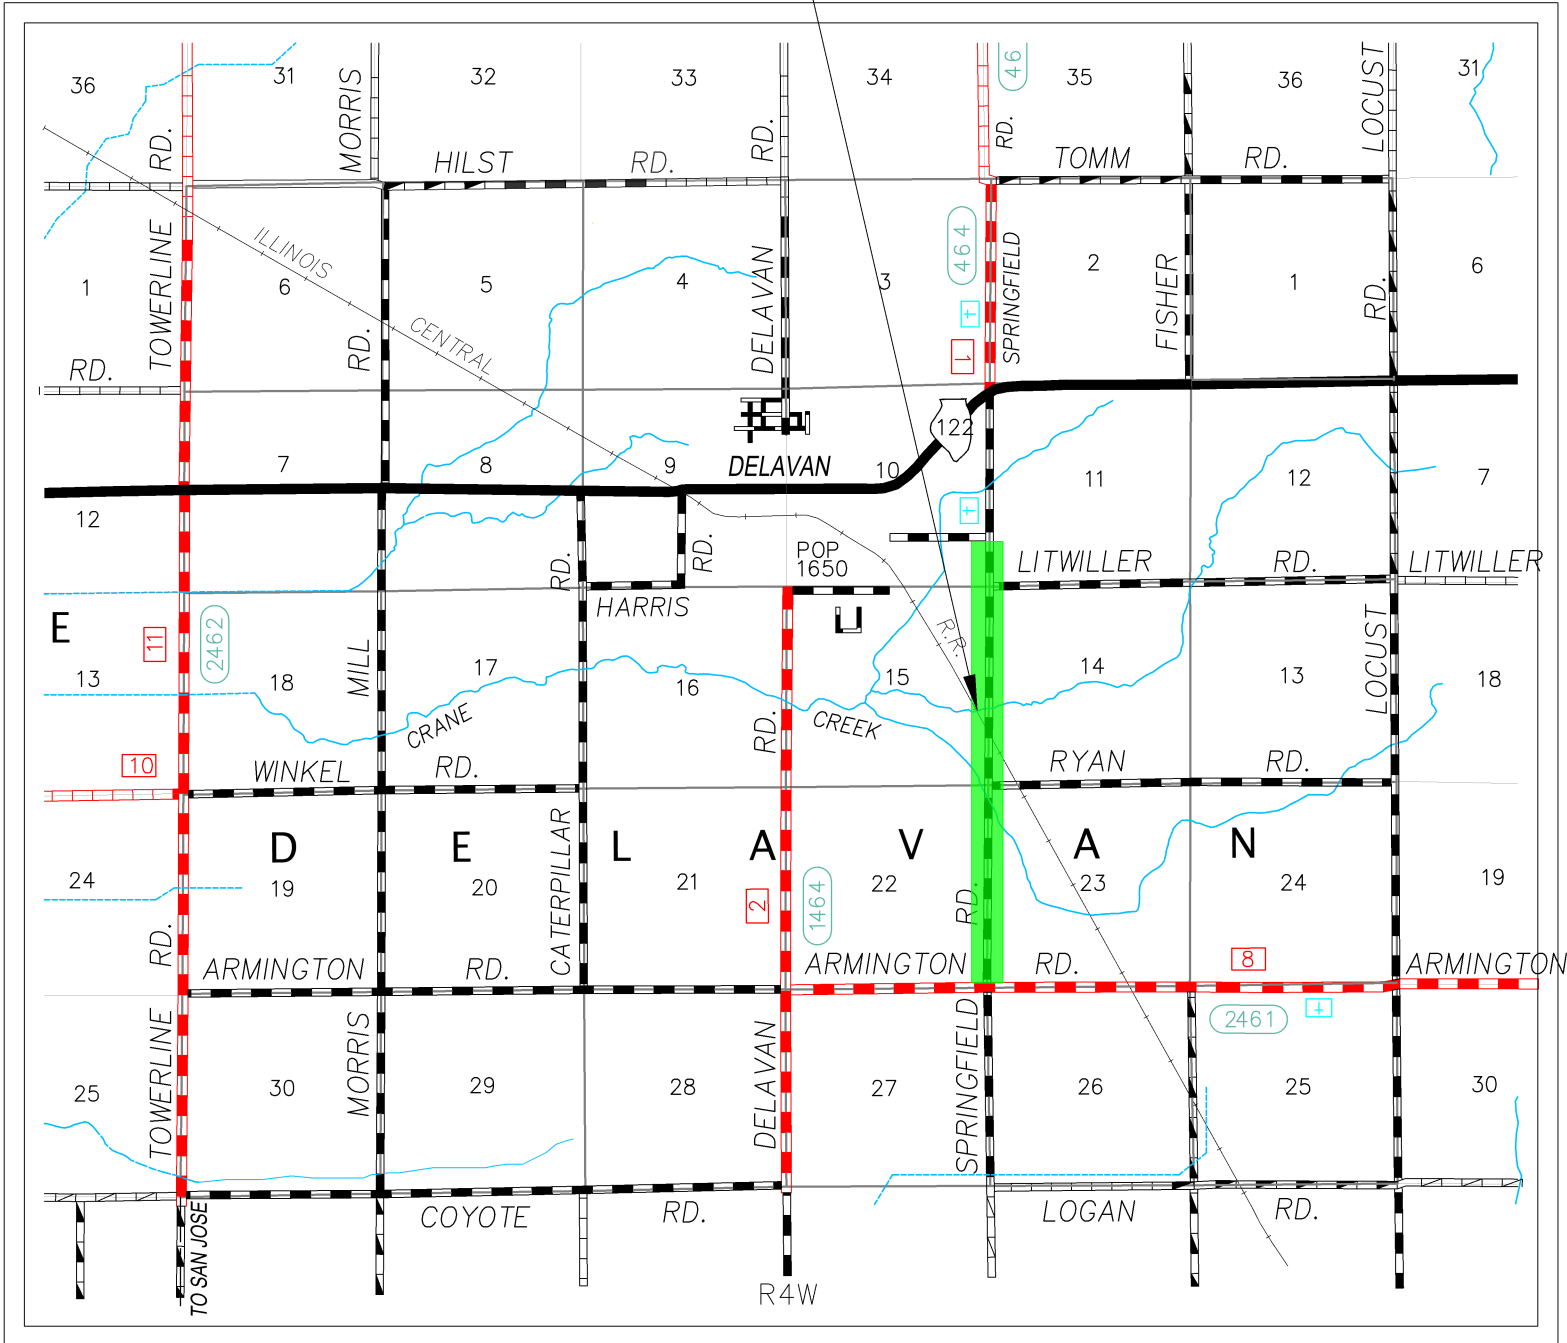 36
31
MORRIS
32
33
34
46
35
36
LOCUST
31
RD.
HILST
RD.
RD.
RD.
TOMM
RD.
TOWERLINE
ILLINOIS
1
6
5
4
DELAVAN
3
464
SPRINGFIELD
2
FISHER
1
RD.
6
RD.
RD.
CENTRAL
1
122
7
8
9
DELAVAN
10
11
12
7
12
RD.
RD.
POP
1650
LITWILLER
RD.
LITWILLER
HARRIS
E
11
2462
MILL
R.R.
LOCUST
13
18
17
16
15
14
13
18
CRANE
RD.
CREEK
10
WINKEL
RD.
RYAN
RD.
D
E
L
A
V
A
N
CATERPILLAR
24
19
20
21
2
1464
22
RD.
23
24
19
RD.
ARMINGTON
RD.
ARMINGTON
RD.
8
ARMINGTON
2461
TOWERLINE
MORRIS
DELAVAN
SPRINGFIELD
25
30
29
28
27
26
25
30
TO SAN JOSE
COYOTE
RD.
LOGAN
RD.
R4W